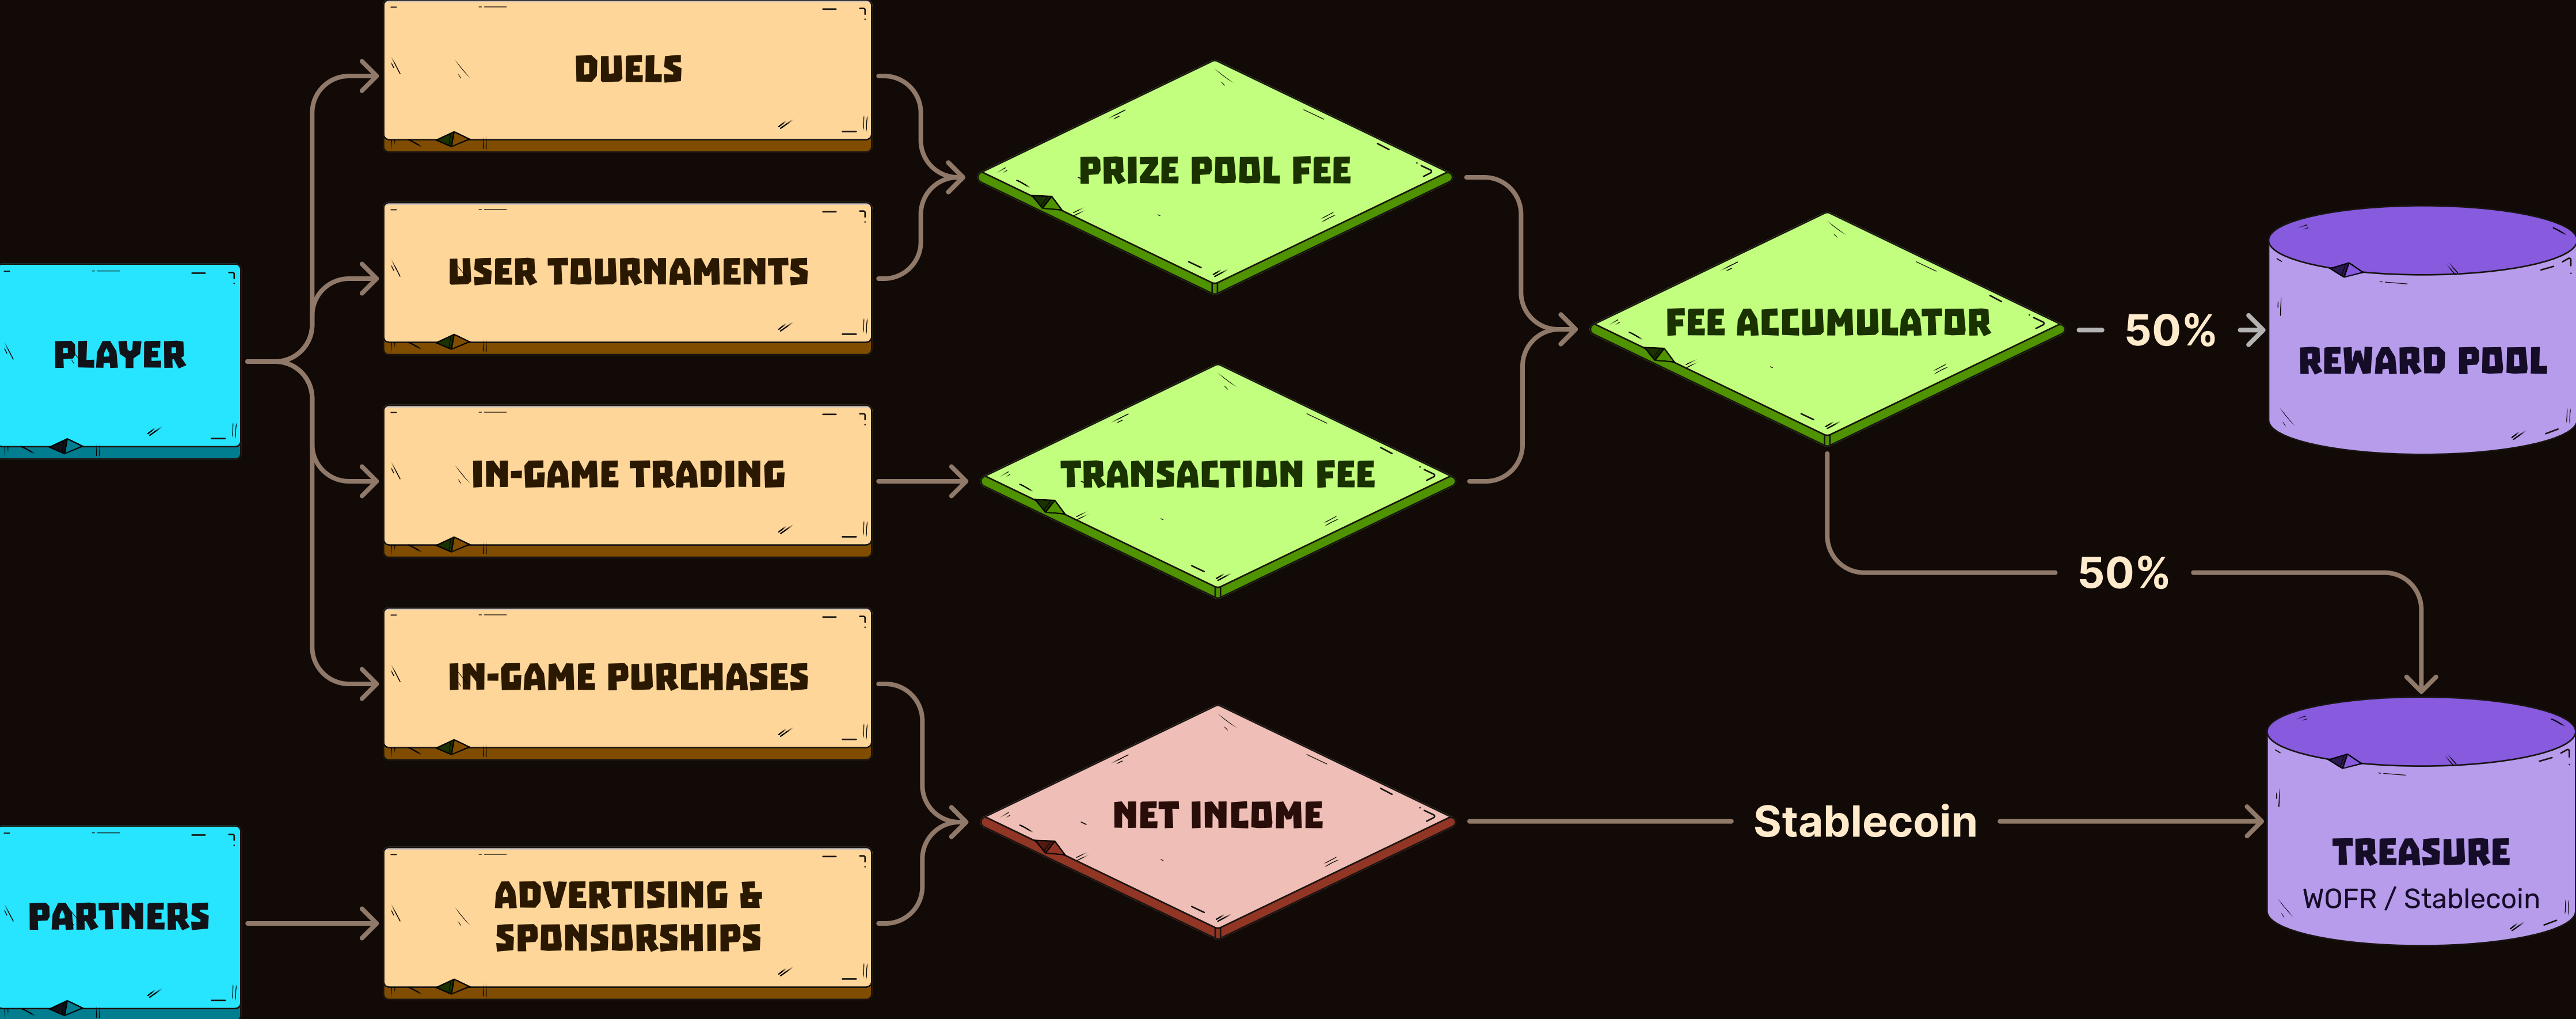 DUELS
PRIZE POOL FEE
USER TOURNAMENTS
PLAYER
FEE ACCUMULATOR
50%
REWARD POOL
IN-GAME TRADING
TRANSACTION FEE
50%
IN-GAME PURCHASES
NET INCOME
Stablecoin
TREASURE
WOFR / Stablecoin
PARTNERS
ADVERTISING &
SPONSORSHIPS